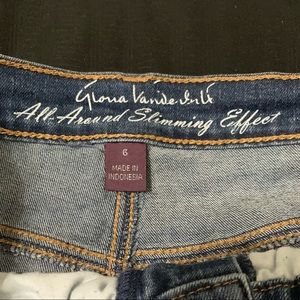 Gloria Vanderbilt
All Around Slimming Effect
6
MADE IN
INDONESIA